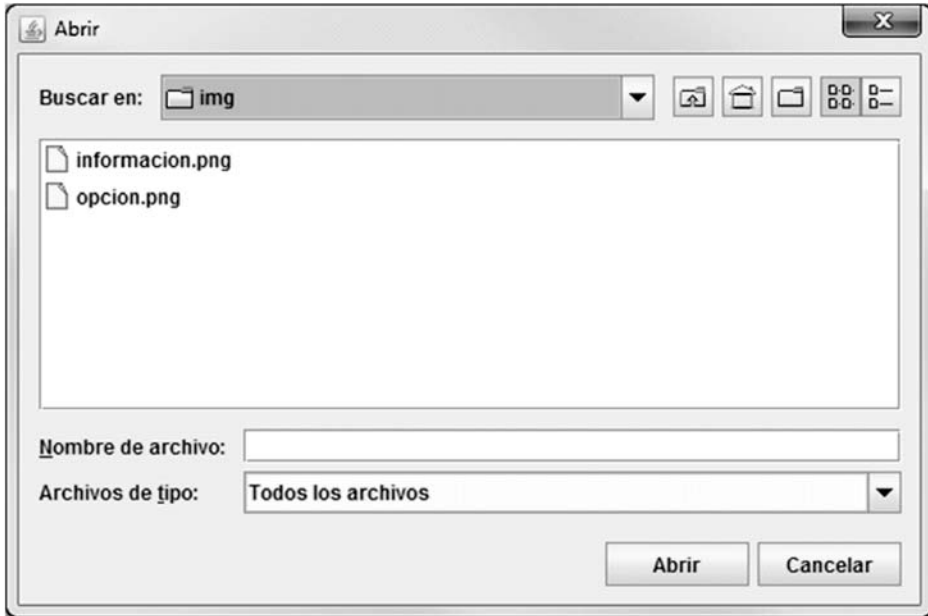 Abrir
Buscar en: img
informacion.png
opcion.png
Nombre de archivo:
Archivos de tipo: Todos los archivos
Abrir Cancelar